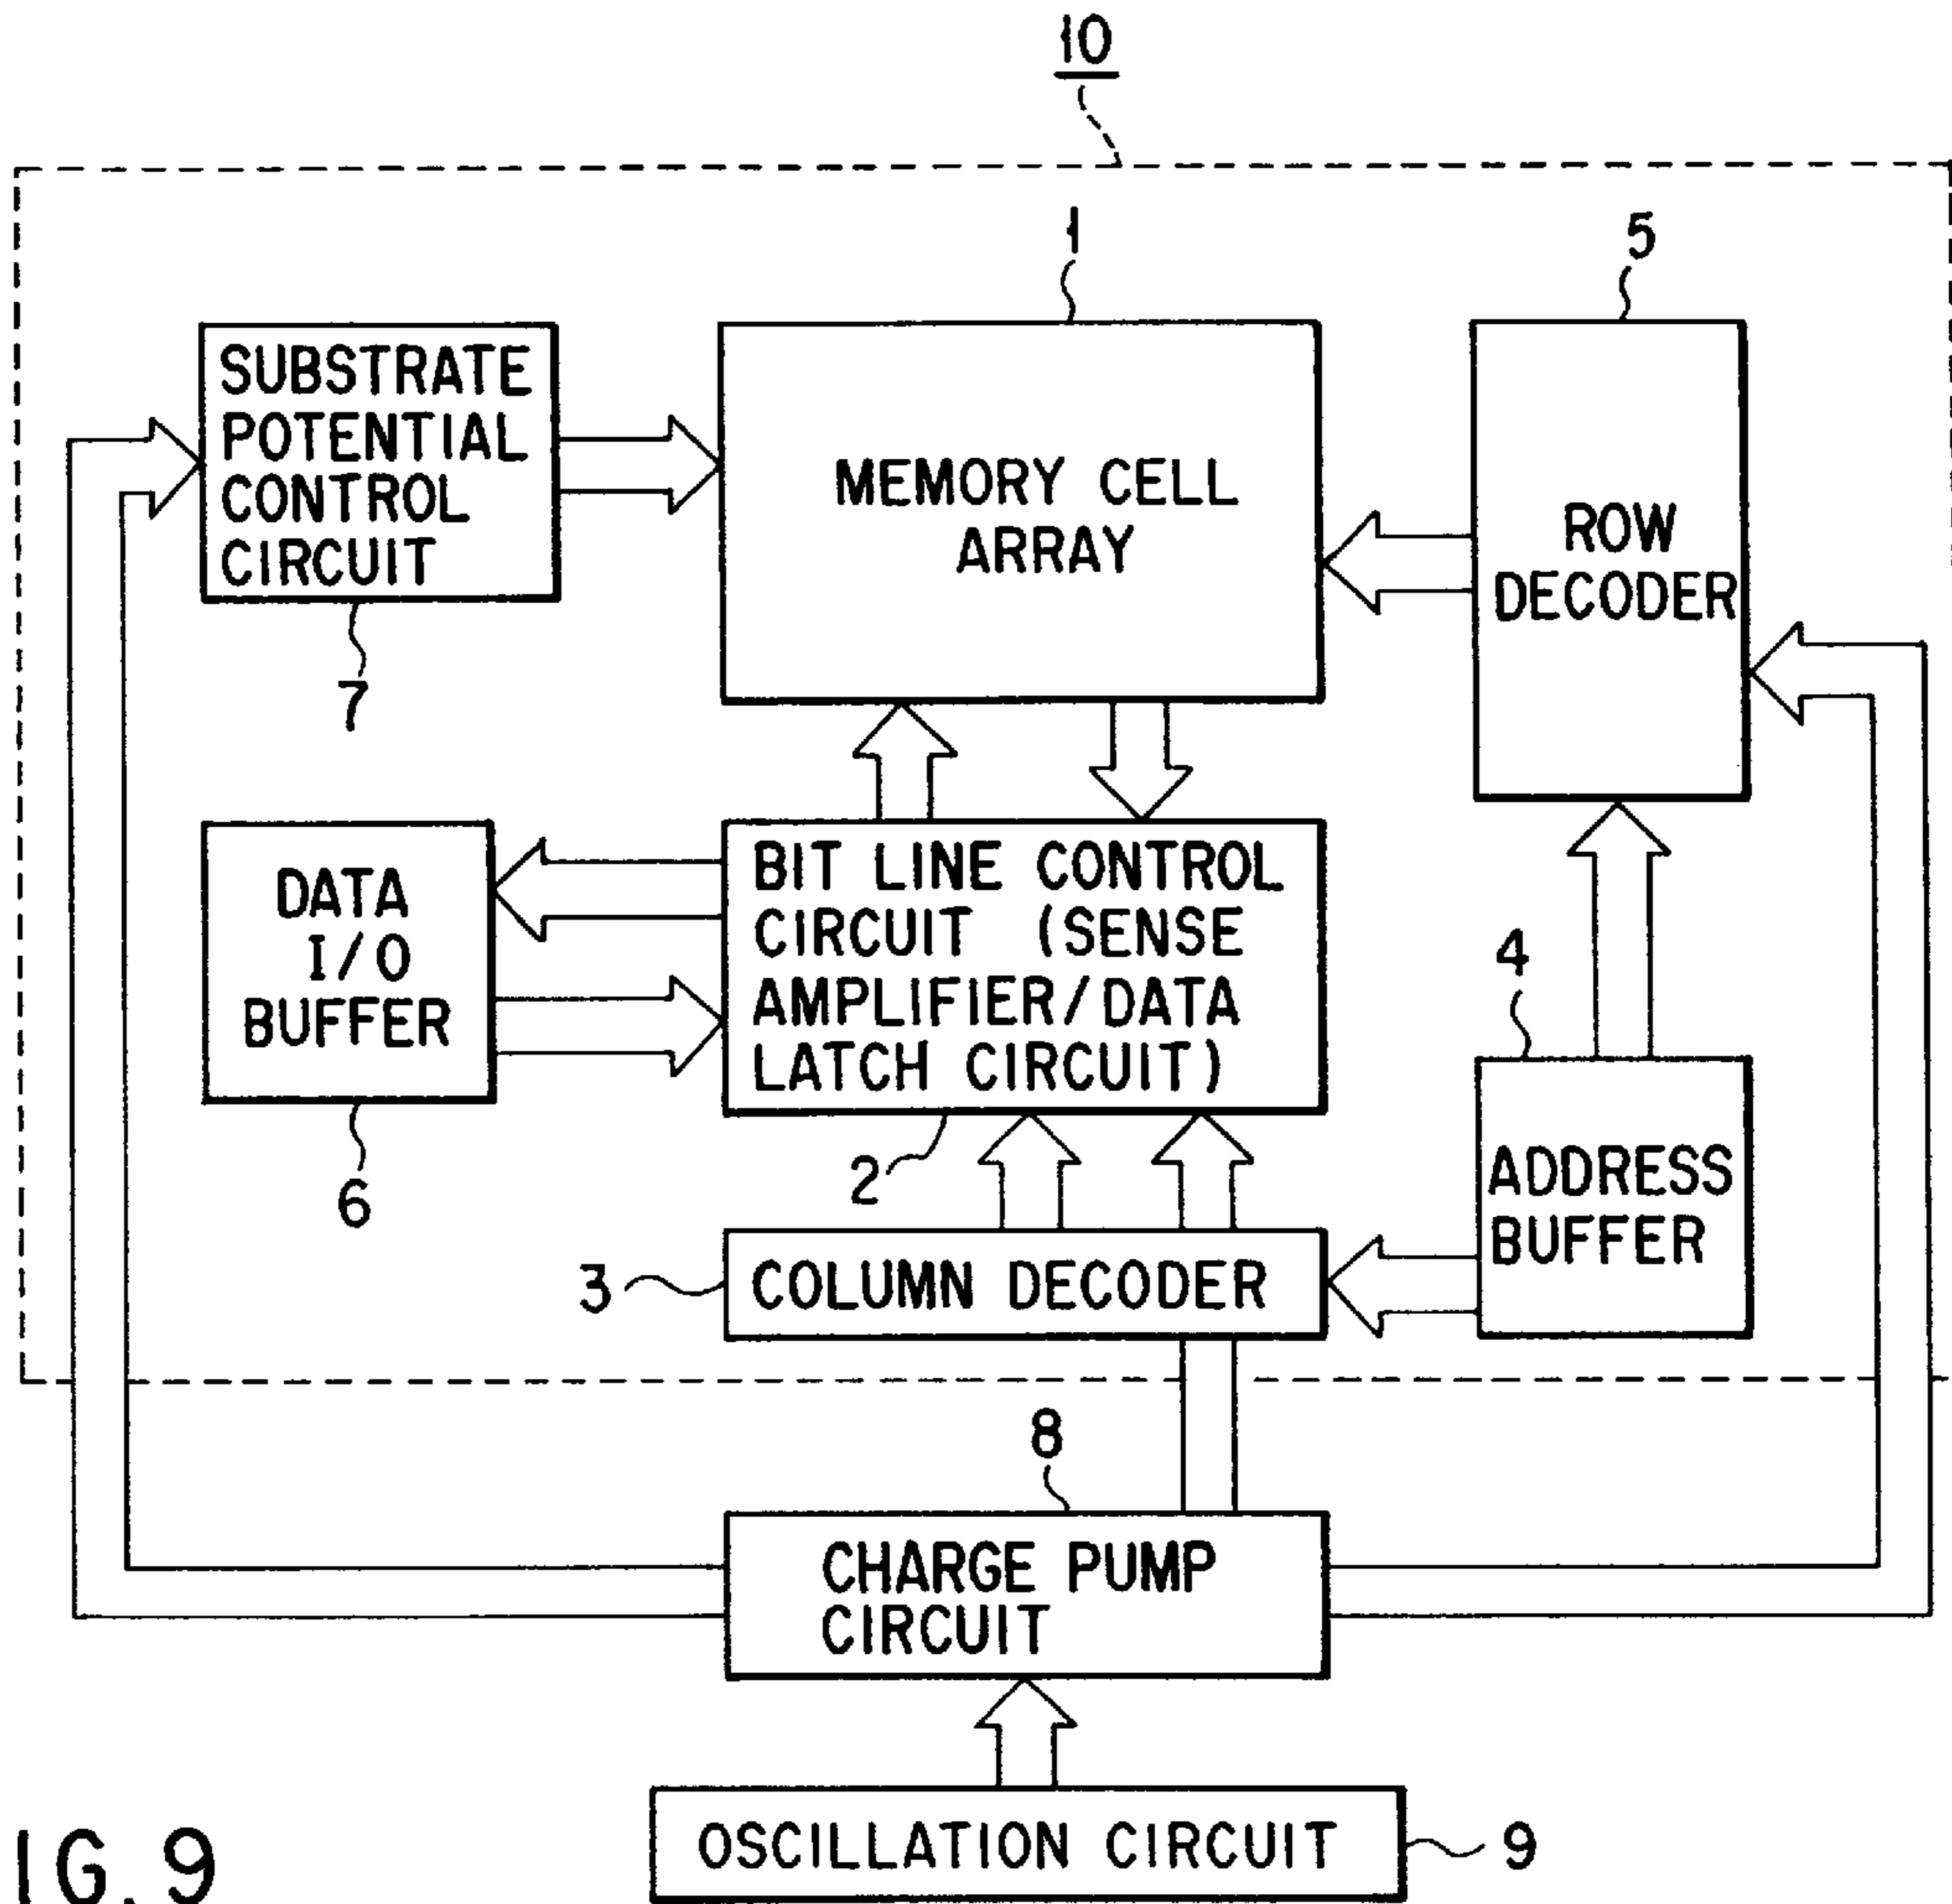 10
1
5
SUBSTRATE
POTENTIAL
CONTROL
CIRCUIT
7
MEMORY CELL
ARRAY
ROW
DECODER
DATA
I/O
BUFFER
6
BIT LINE CONTROL
CIRCUIT (SENSE
AMPLIFIER/DATA
LATCH CIRCUIT)
2
4
ADDRESS
BUFFER
3
COLUMN DECODER
8
CHARGE PUMP
CIRCUIT
OSCILLATION CIRCUIT
9
IG. 9